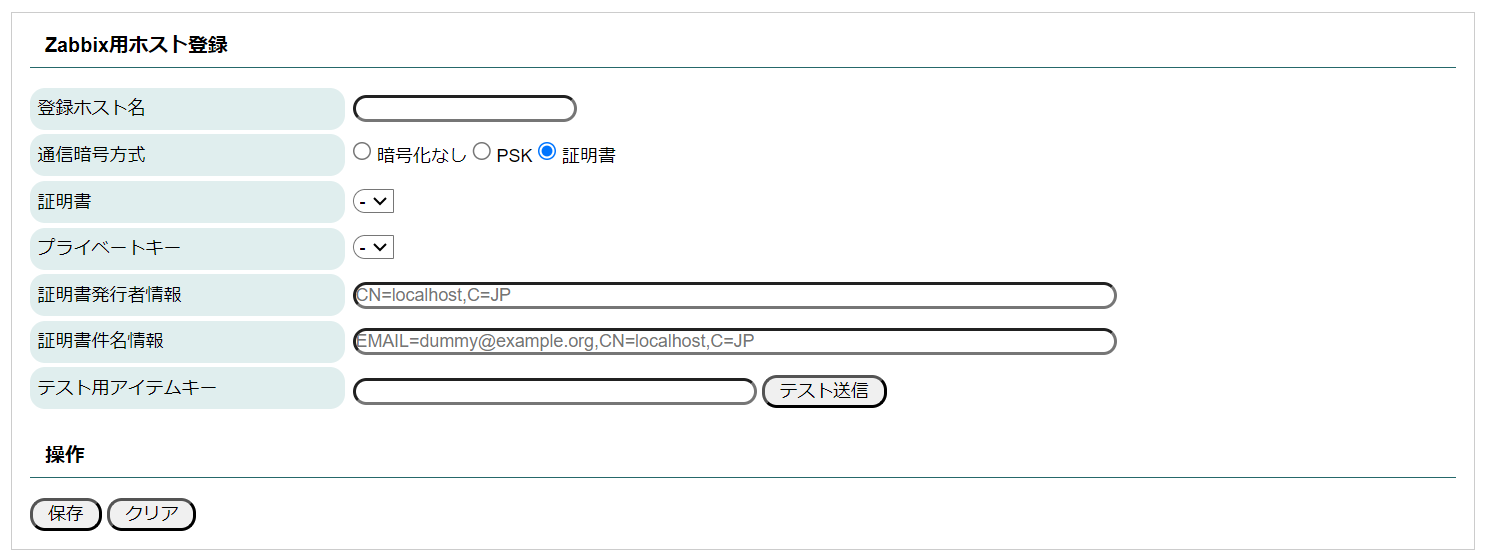 Zabbix用ホスト登録
登録ホスト名
通信暗号方式 暗号化なし PSK 証明書
証明書 -
プライベートキー -
証明書発行者情報 CN=localhost,C=JP
証明書件名情報 EMAIL=dummy@example.org,CN=localhost,C=JP
テスト用アイテムキー テスト送信
操作
保存 クリア